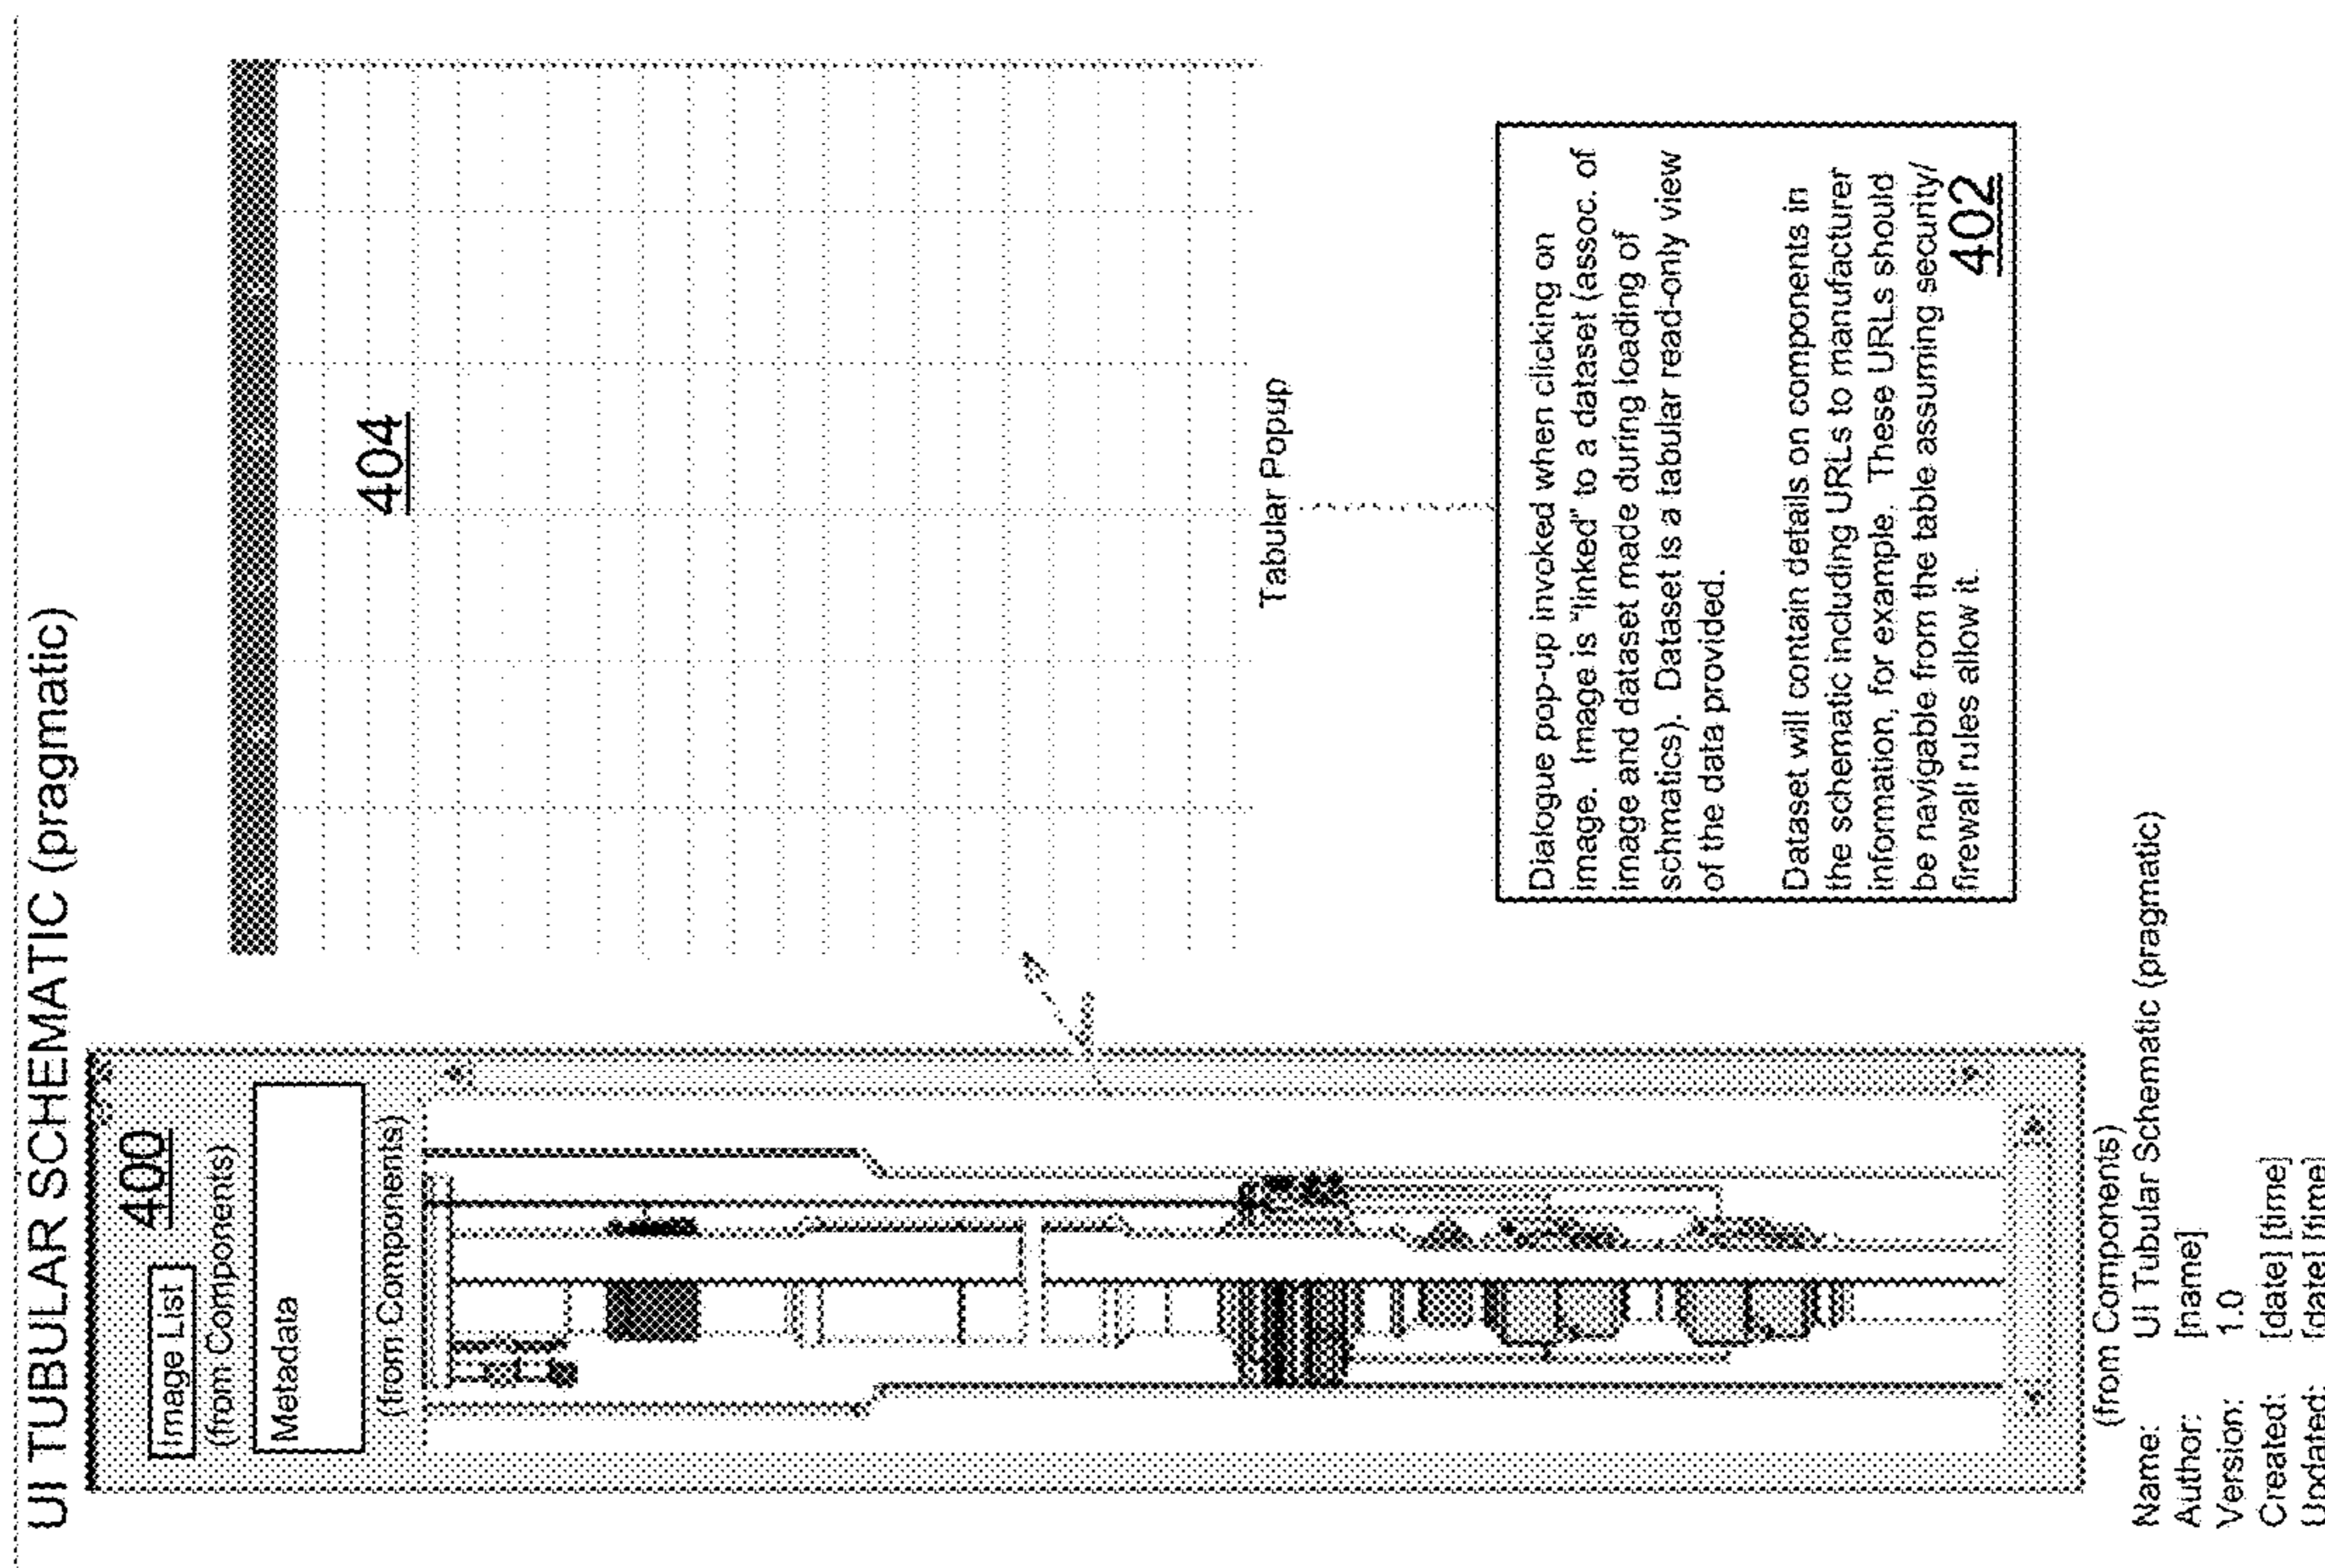 UI TUBULAR SCHEMATIC (pragmatic)
400
Image List
(from Components)
Metadata
(from Components)
404
Tabular Popup
Dialogue pop-up invoked when clicking on
image. Image is "linked" to a dataset (assoc. of
image and dataset made during loading of
schmatics). Dataset is a tabular read-only view
of the data provided.
Dataset will contain details on components in
the schematic including URLs to manufacturer
information, for example. These URLs should
be navigable from the table assuming security/
firewall rules allow it.
402
(from Components)
Name: UI Tubular Schematic (pragmatic)
Author: [name]
Version: 1.0
Created: [date] [time]
Updated: [date] [time]